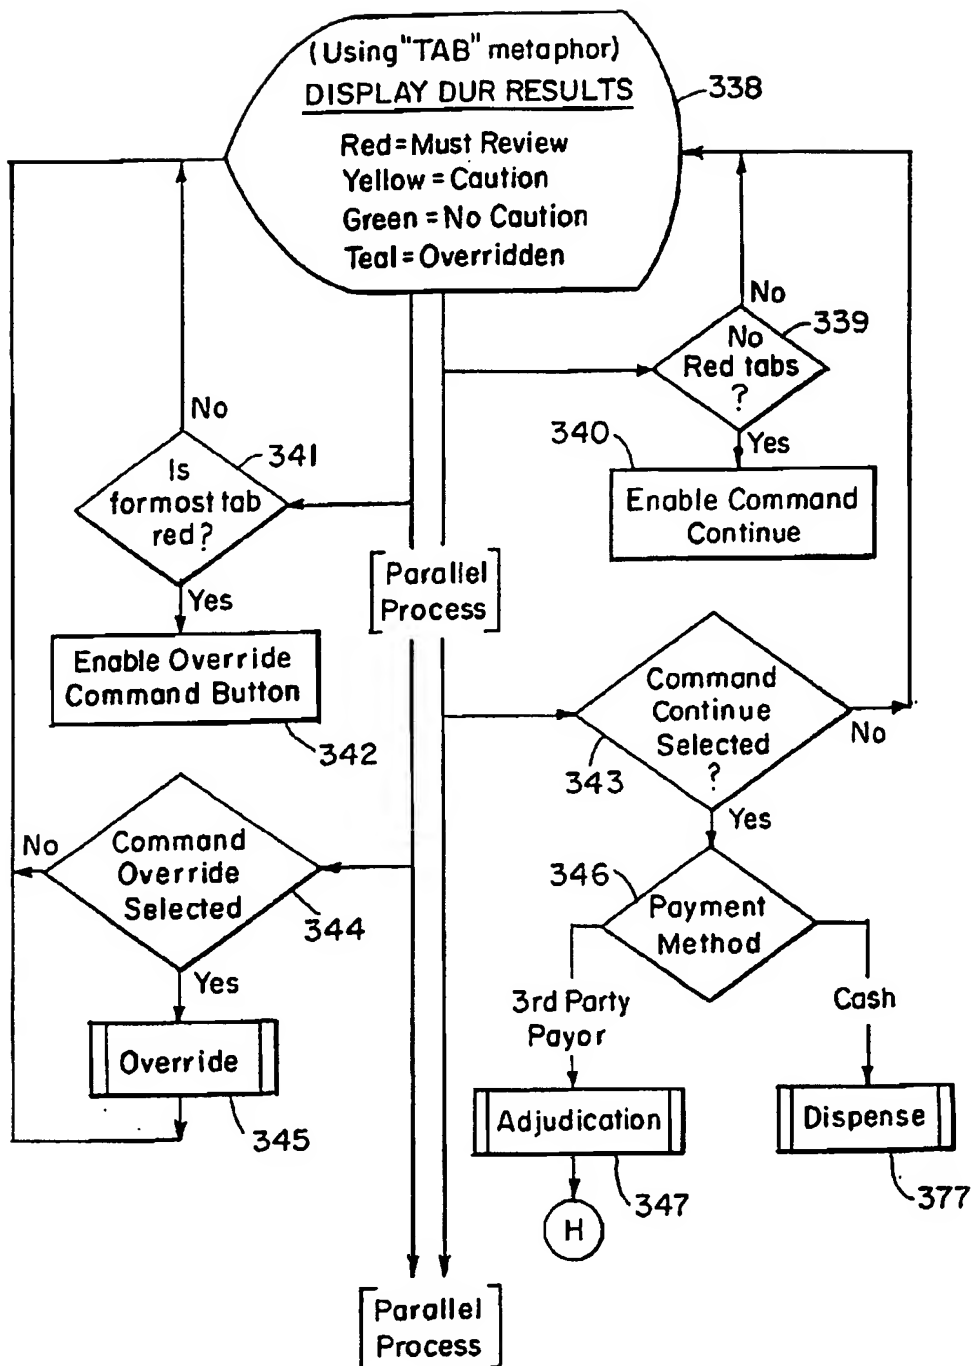 (Using "TAB" metaphor)
DISPLAY DUR RESULTS
Red=Must Review
Yellow=Caution
Green=No Caution
Teal=Overridden
338
No
339
No
Red tabs
?
Yes
340
Enable Command
Continue
No
341
Is
formost tab
red?
Yes
Enable Override
Command Button
342
[Parallel
Process]
Command
Continue
Selected
?
343
No
Yes
No
Command
Override
Selected
344
Yes
Override
345
346
Payment
Method
3rd Party
Payor
Cash
Adjudication
347
Dispense
377
H
[Parallel
Process]